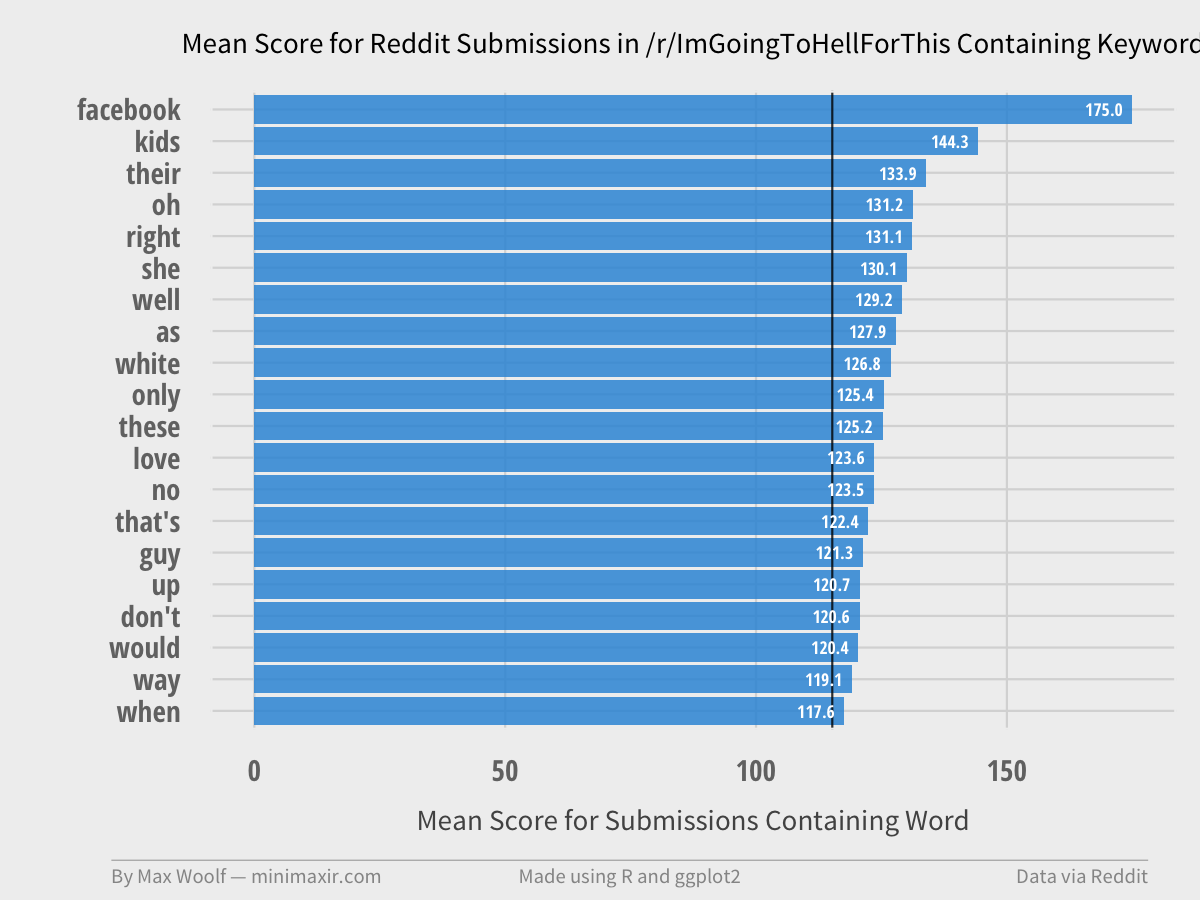 Mean Score for Reddit Submissions in /r/ImGoingToHellForThis Containing Keyword
facebook 175.0
kids 144.3
their 133.9
oh 131.2
right 131.1
she 130.1
well 129.2
as 127.9
white 126.8
only 125.4
these 125.2
love 123.6
no 123.5
that's 122.4
guy 121.3
up 120.7
don't 120.6
would 120.4
way 119.1
when 117.6
0 50 100 150
Mean Score for Submissions Containing Word
By Max Woolf — minimaxir.com Made using R and ggplot2 Data via Reddit